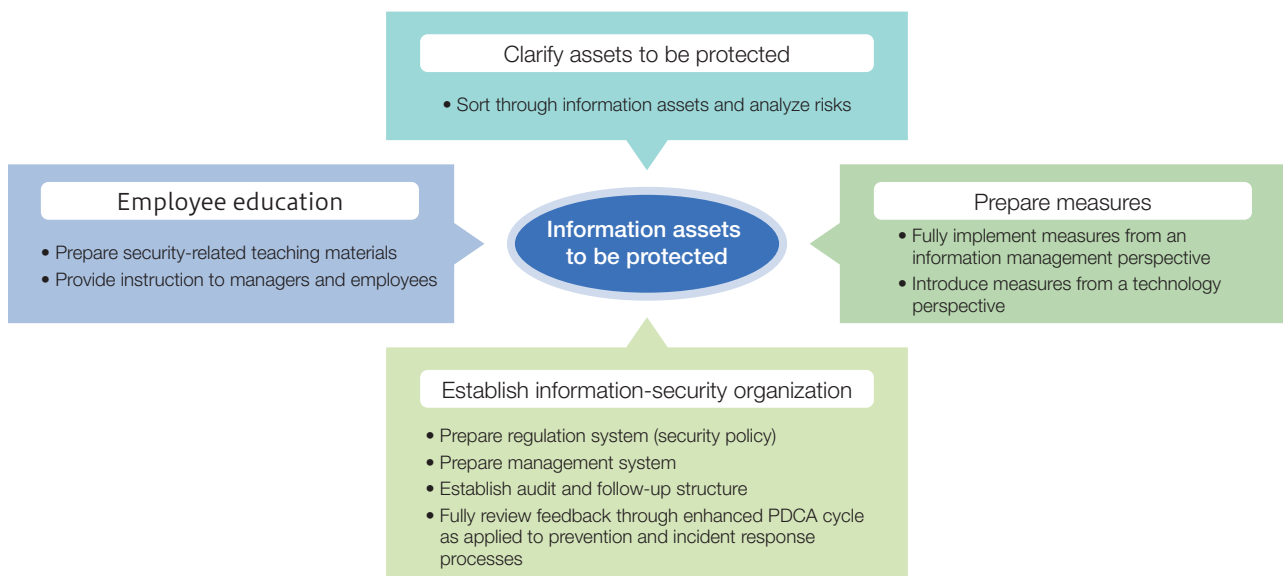 Clarify assets to be protected
• Sort through information assets and analyze risks
Employee education
• Prepare security-related teaching materials
• Provide instruction to managers and employees
Information assets
to be protected
Prepare measures
• Fully implement measures from an
information management perspective
• Introduce measures from a technology
perspective
Establish information-security organization
• Prepare regulation system (security policy)
• Prepare management system
• Establish audit and follow-up structure
• Fully review feedback through enhanced PDCA cycle
as applied to prevention and incident response
processes